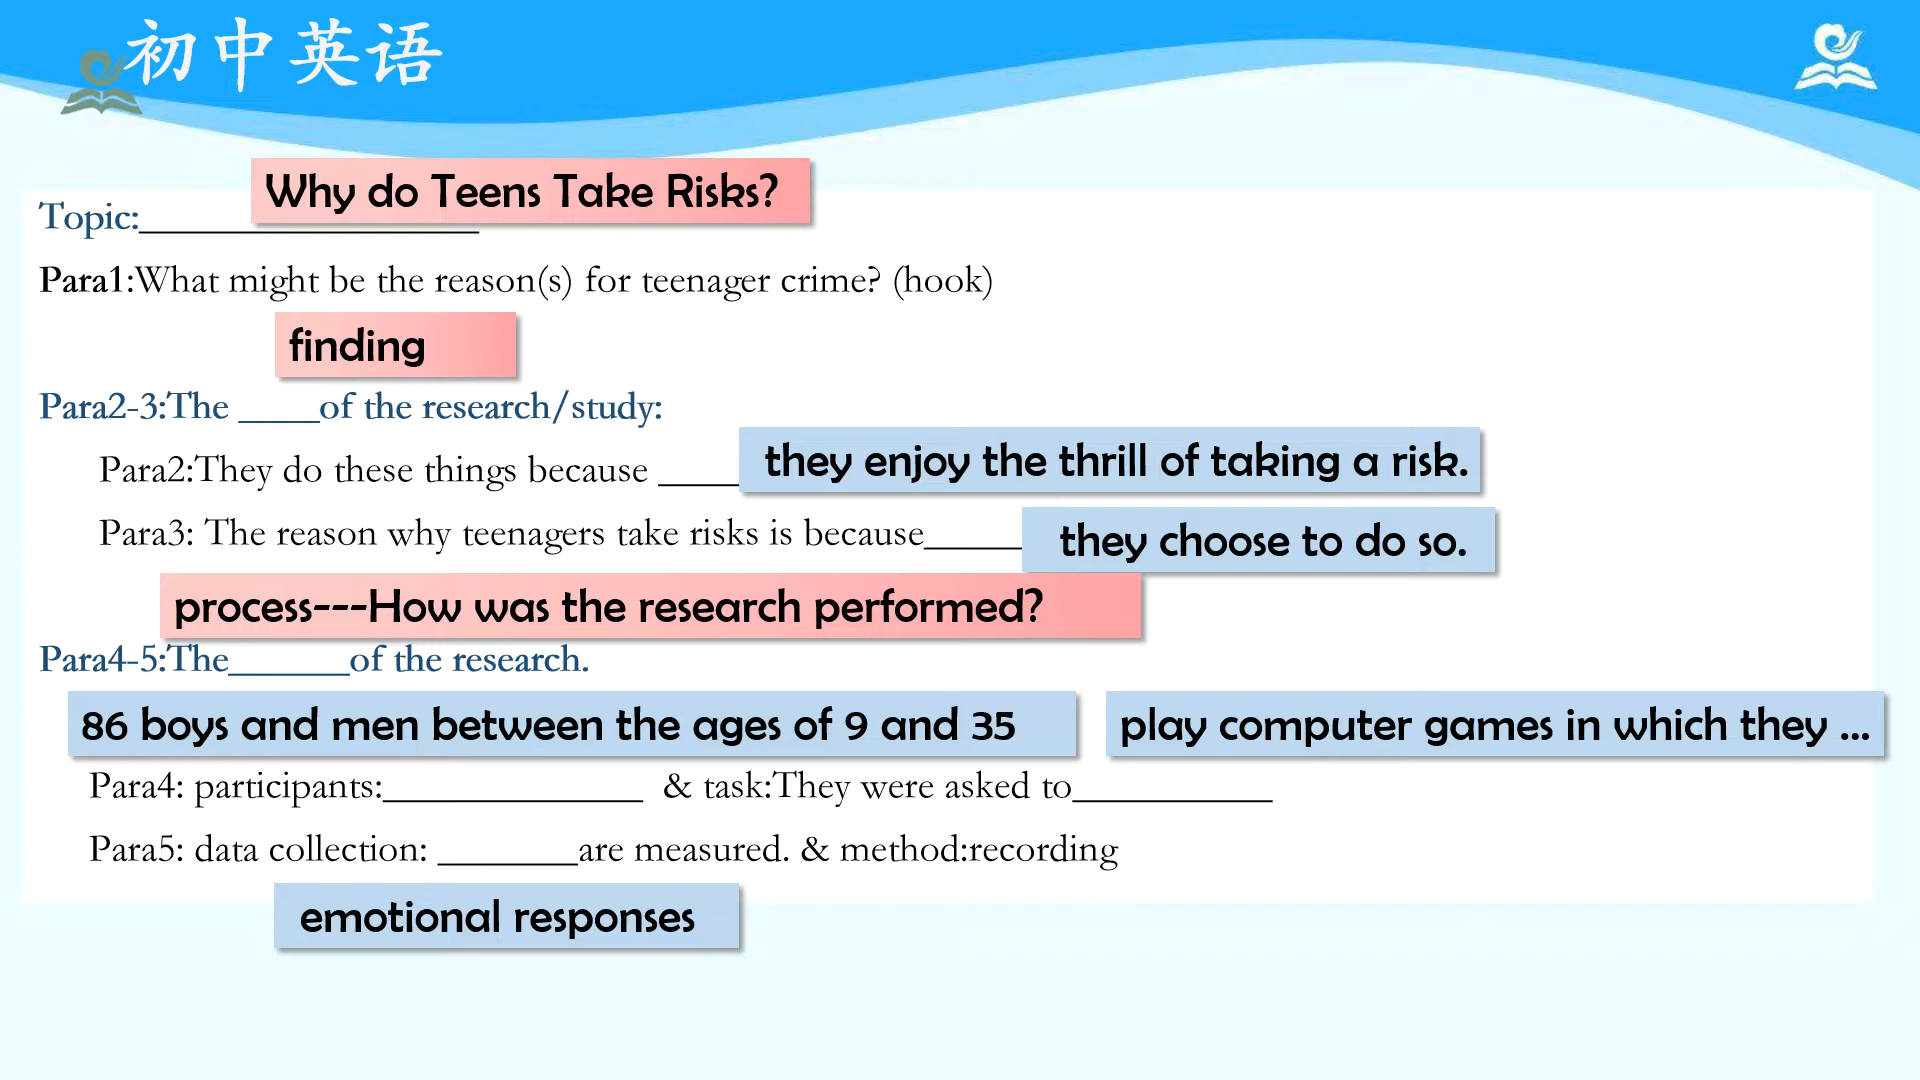 初中英语
Why do Teens Take Risks?
Topic:_________________
Para1:What might be the reason(s) for teenager crime? (hook)
finding
Para2-3:The ____of the research/study:
they enjoy the thrill of taking a risk.
Para2:They do these things because ____
they choose to do so.
Para3: The reason why teenagers take risks is because_____
process---How was the research performed?
Para4-5:The______of the research.
86 boys and men between the ages of 9 and 35
play computer games in which they ...
Para4: participants:_____________ & task:They were asked to__________
Para5: data collection: _______are measured. & method:recording
emotional responses